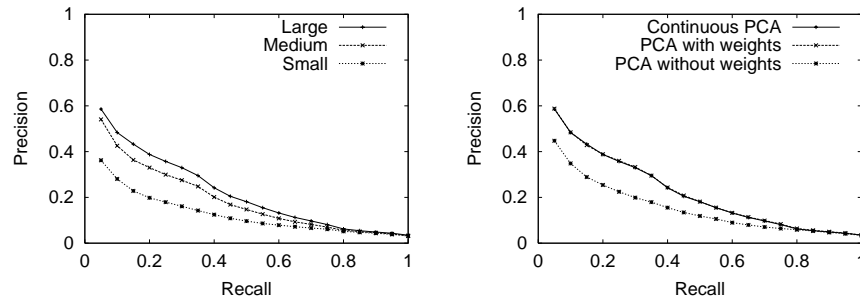 1
0.8
0.6
0.4
0.2
0
0 0.2 0.4 0.6 0.8 1
Precision
Recall
Large
Medium
Small
1
0.8
0.6
0.4
0.2
0
0 0.2 0.4 0.6 0.8 1
Precision
Recall
Continuous PCA
PCA with weights
PCA without weights